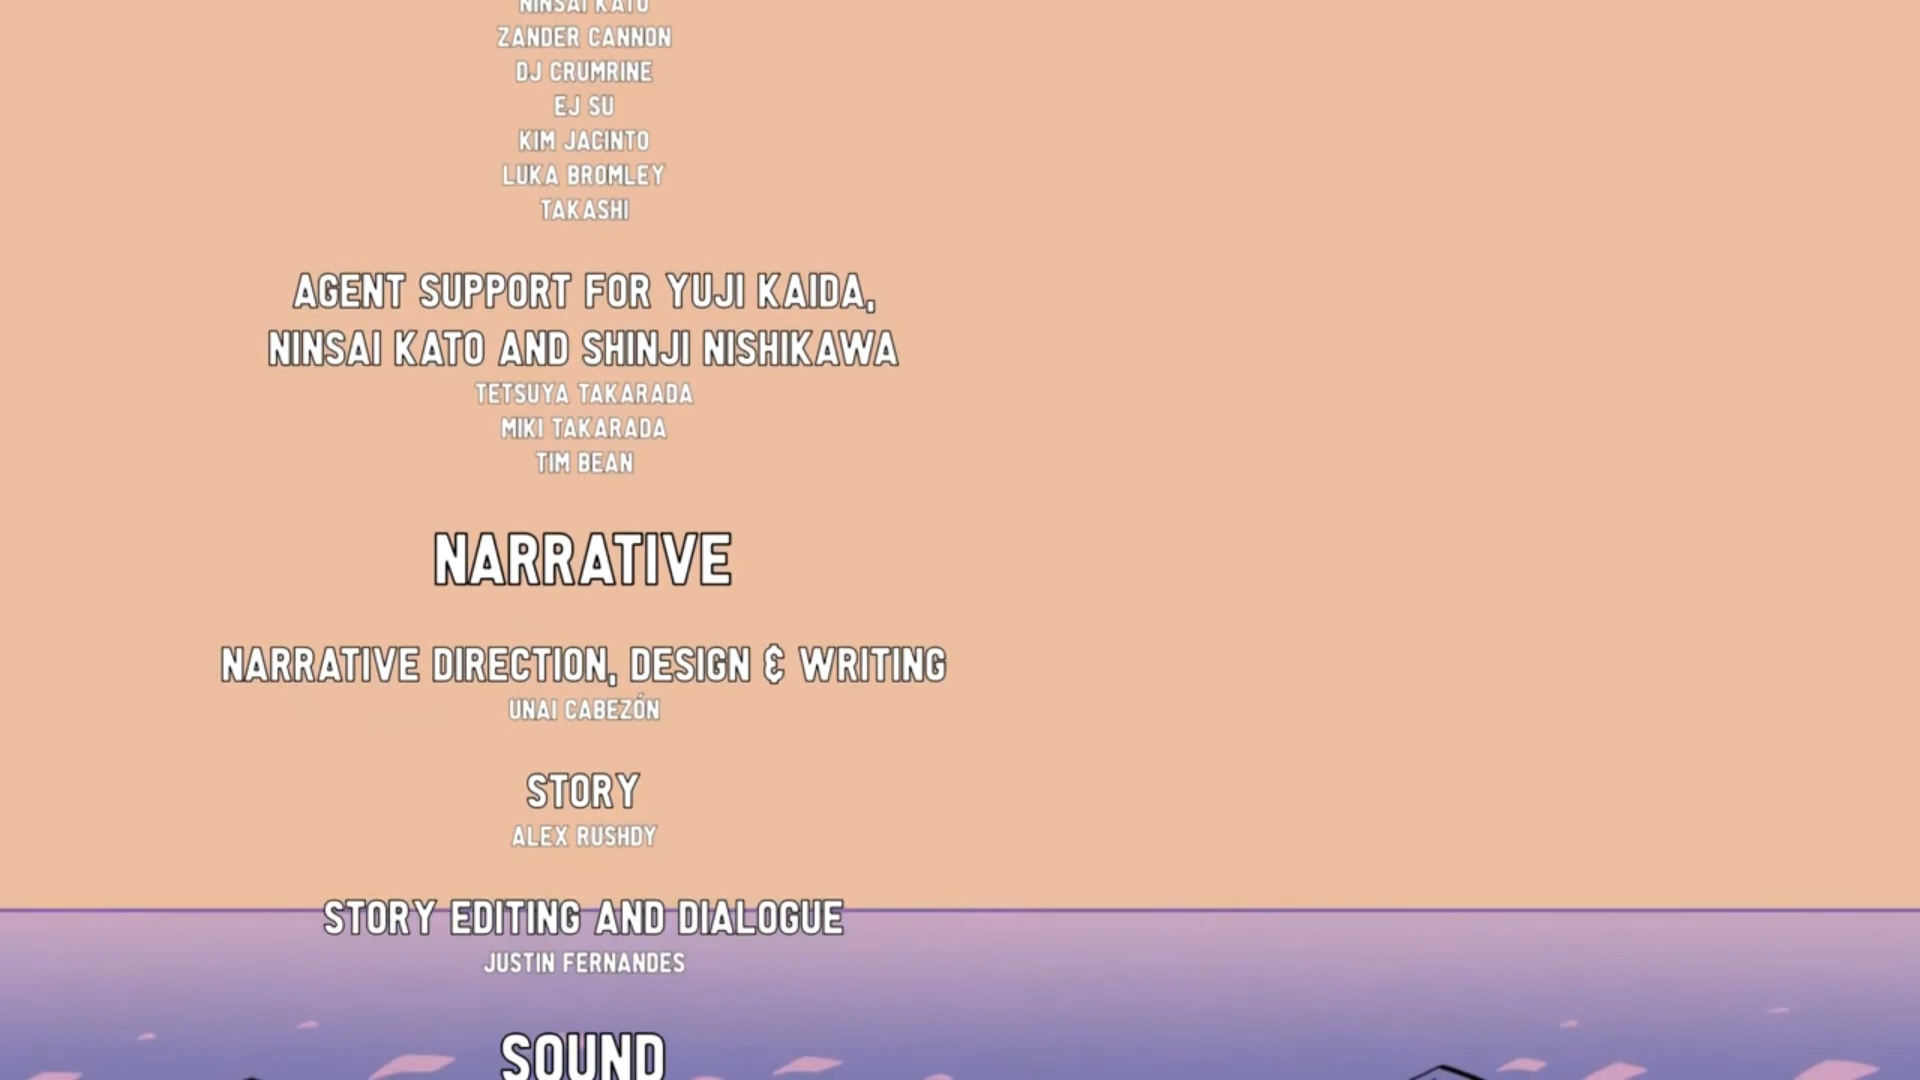 NINSAI KATO
ZANDER CANNON
DJ CRUMRINE
EJ SU
KIM JACINTO
LUKA BROMLEY
TAKASHI
AGENT SUPPORT FOR YUJI KAIDA,
NINSAI KATO AND SHINJI NISHIKAWA
TETSUYA TAKARADA
MIKI TAKARADA
TIM BEAN
NARRATIVE
NARRATIVE DIRECTION, DESIGN & WRITING
UNAI CABEZÓN
STORY
ALEX RUSHDY
STORY EDITING AND DIALOGUE
JUSTIN FERNANDES
SOUND